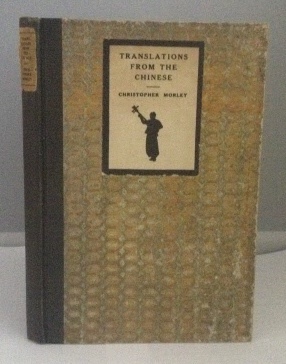 TRANSLATIONS
FROM THE
CHINESE
CHRISTOPHER MORLEY